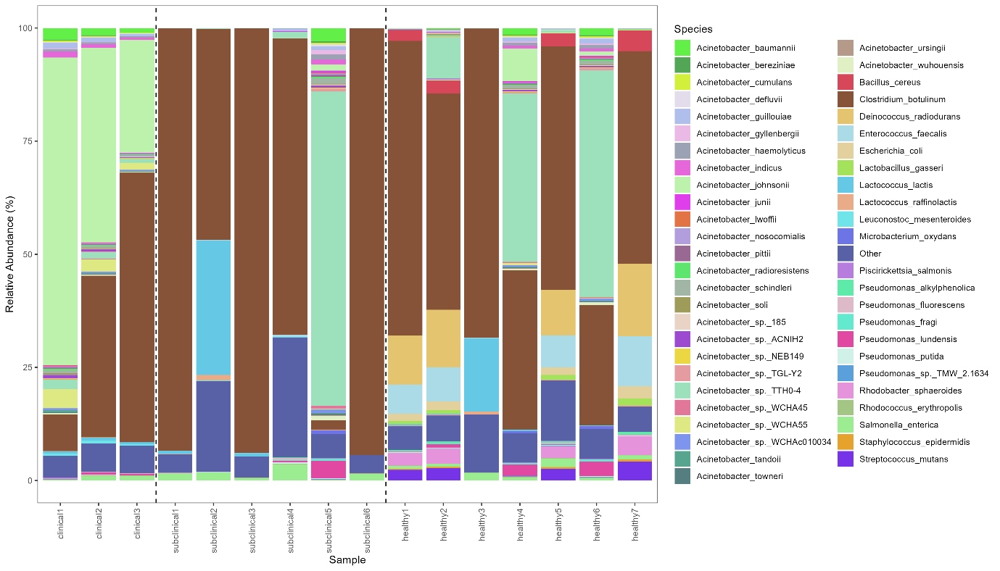 Relative Abundance (%)
100
75
50
25
0
clinical1
clinical2
clinical3
subclinical1
subclinical2
subclinical3
subclinical4
subclinical5
subclinical6
healthy1
healthy2
healthy3
healthy4
healthy5
healthy6
healthy7
Sample
Species
Acinetobacter_baumannii
Acinetobacter_bereziniae
Acinetobacter_cumulans
Acinetobacter_defluvii
Acinetobacter_guillouiae
Acinetobacter_gyllenbergii
Acinetobacter_haemolyticus
Acinetobacter_indicus
Acinetobacter_johnsonii
Acinetobacter_junii
Acinetobacter_lwoffii
Acinetobacter_nosocomialis
Acinetobacter_pittii
Acinetobacter_radioresistens
Acinetobacter_schindleri
Acinetobacter_soli
Acinetobacter_sp._185
Acinetobacter_sp._ACNIH2
Acinetobacter_sp._NEB149
Acinetobacter_sp._TGL-Y2
Acinetobacter_sp._TTH0-4
Acinetobacter_sp._WCHA45
Acinetobacter_sp._WCHA55
Acinetobacter_sp._WCHAc010034
Acinetobacter_tandoii
Acinetobacter_towneri
Acinetobacter_ursingii
Acinetobacter_wuhouensis
Bacillus_cereus
Clostridium_botulinum
Deinococcus_radiodurans
Enterococcus_faecalis
Escherichia_coli
Lactobacillus_gasseri
Lactococcus_lactis
Lactococcus_raffinolactis
Leuconostoc_mesenteroides
Microbacterium_oxydans
Other
Piscirickettsia_salmonis
Pseudomonas_alkylphenolica
Pseudomonas_fluorescens
Pseudomonas_fragi
Pseudomonas_lundensis
Pseudomonas_putida
Pseudomonas_sp._TMW_2.1634
Rhodobacter_sphaeroides
Rhodococcus_erythropolis
Salmonella_enterica
Staphylococcus_epidermidis
Streptococcus_mutans